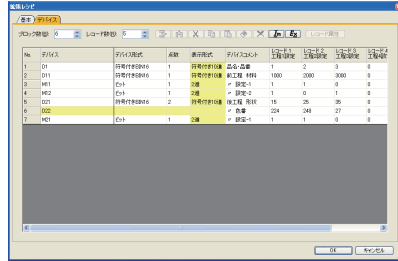 拡張レシピ
基本 デバイス
ブロック数(B): 6 レコード数(R): 5 Im Ex レコード属性
No. デバイス デバイス形式 点数 表示形式 デバイスコメント レコード 1 工程1設定 レコード 2 工程2設定 レコード 3 工程3設定 レコード 4
1 D1 符号付きBIN16 1 符号付き10進 品名・品番 1 2 3 0
2 D11 符号付きBIN16 1 符号付き10進 前工程 材料 1000 2000 3000 0
3 M11 ビット 1 2進 〃 設定-1 1 1 0 0
4 M12 ビット 1 2進 〃 設定-2 1 0 1 0
5 D21 符号付きBIN16 2 符号付き10進 後工程 形状 15 25 35 0
6 D22 〃 色番 224 248 27 0
7 M21 ビット 1 2進 〃 設定-1 1 1 0 0
OK キャンセル